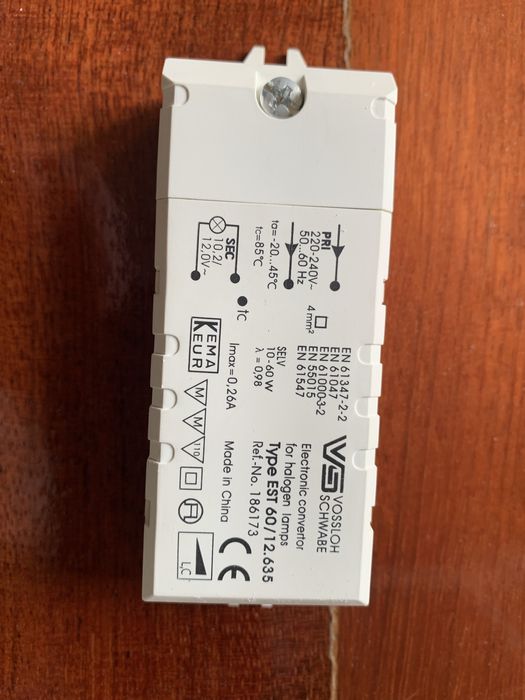 VS VOSSLOH
SCHWABE
Electronic convertor
for halogen lamps
Type EST 60/12.635
Ref.-No. 186173
Made in China
CE
EN 61347-2-2
EN 61047
EN 61000-3-2
EN 55015
EN 61547
SELV
10-60 W
λ = 0,98
Imax=0,26A
KEMA
KEUR
M
M
110
L,C
PRI
220-240V~
50...60 Hz
4 mm²
ta= -20...45°C
tc=85°C
tc
SEC
10,2/
12,0V~